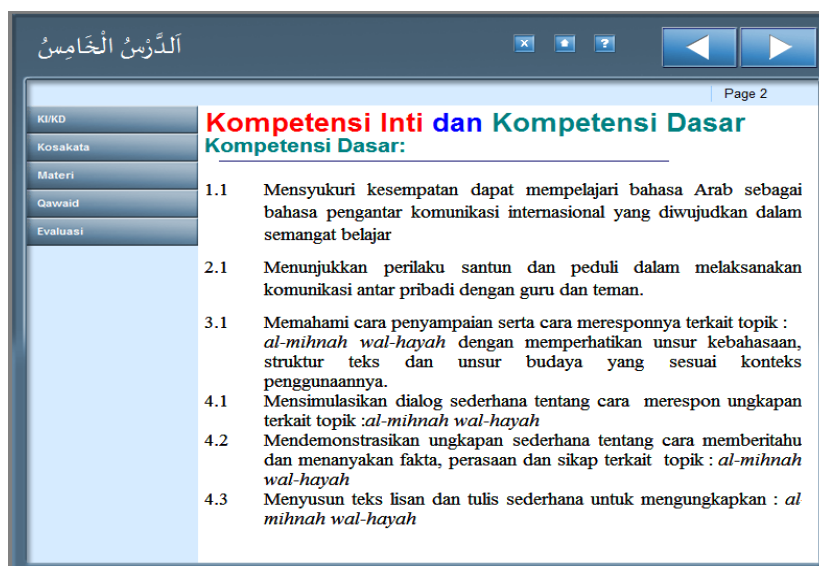 اَلدَّرْسُ الْخَامِسُ
x
?
Page 2
KI/KD
Kosakata
Materi
Qawaid
Evaluasi
Kompetensi Inti dan Kompetensi Dasar
Kompetensi Dasar:
1.1 Mensyukuri kesempatan dapat mempelajari bahasa Arab sebagai
bahasa pengantar komunikasi internasional yang diwujudkan dalam
semangat belajar
2.1 Menunjukkan perilaku santun dan peduli dalam melaksanakan
komunikasi antar pribadi dengan guru dan teman.
3.1 Memahami cara penyampaian serta cara meresponnya terkait topik :
al-mihnah wal-hayah dengan memperhatikan unsur kebahasaan,
struktur teks dan unsur budaya yang sesuai konteks
penggunaannya.
4.1 Mensimulasikan dialog sederhana tentang cara merespon ungkapan
terkait topik :al-mihnah wal-hayah
4.2 Mendemonstrasikan ungkapan sederhana tentang cara memberitahu
dan menanyakan fakta, perasaan dan sikap terkait topik : al-mihnah
wal-hayah
4.3 Menyusun teks lisan dan tulis sederhana untuk mengungkapkan : al
mihnah wal-hayah